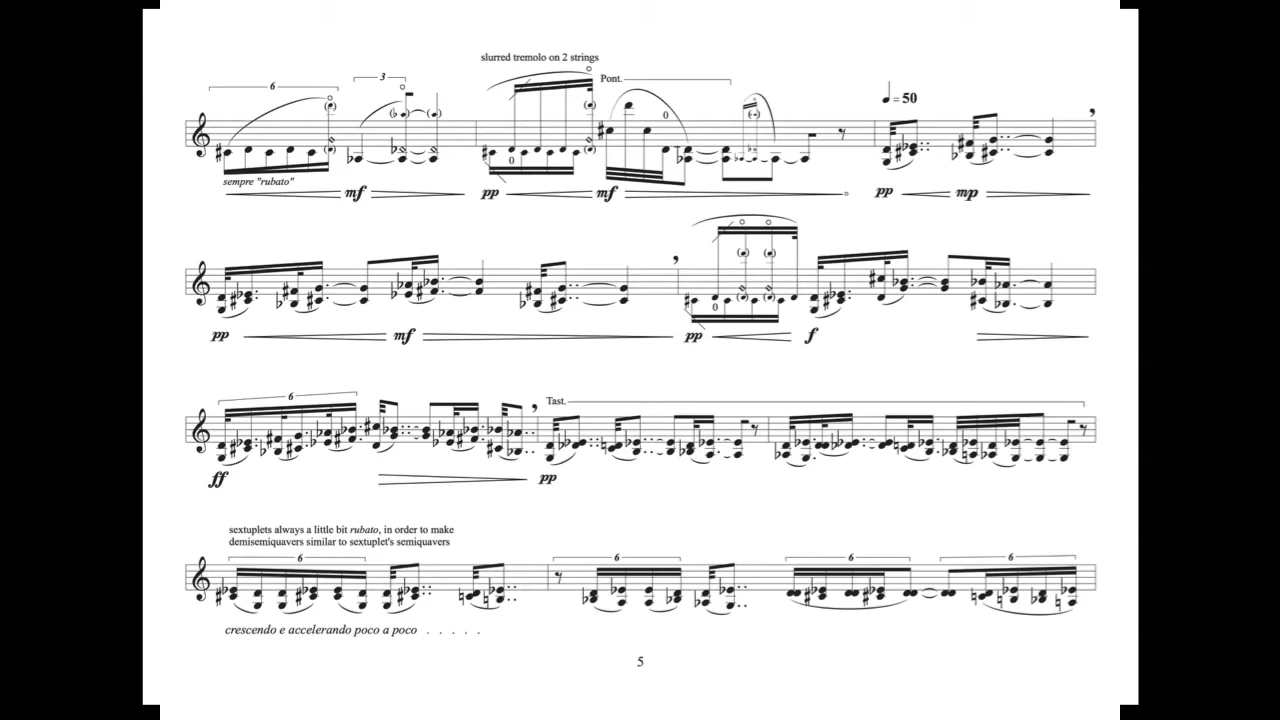 slurred tremolo on 2 strings
6 3 Pont. = 50
0 0
sempre "rubato" mf pp mf pp mp
0
pp mf pp f
6 Tast.
ff pp
sextuplets always a little bit rubato, in order to make
demisemiquavers similar to sextuplet's semiquavers
6 6 6 6
crescendo e accelerando poco a poco . . . . .
5